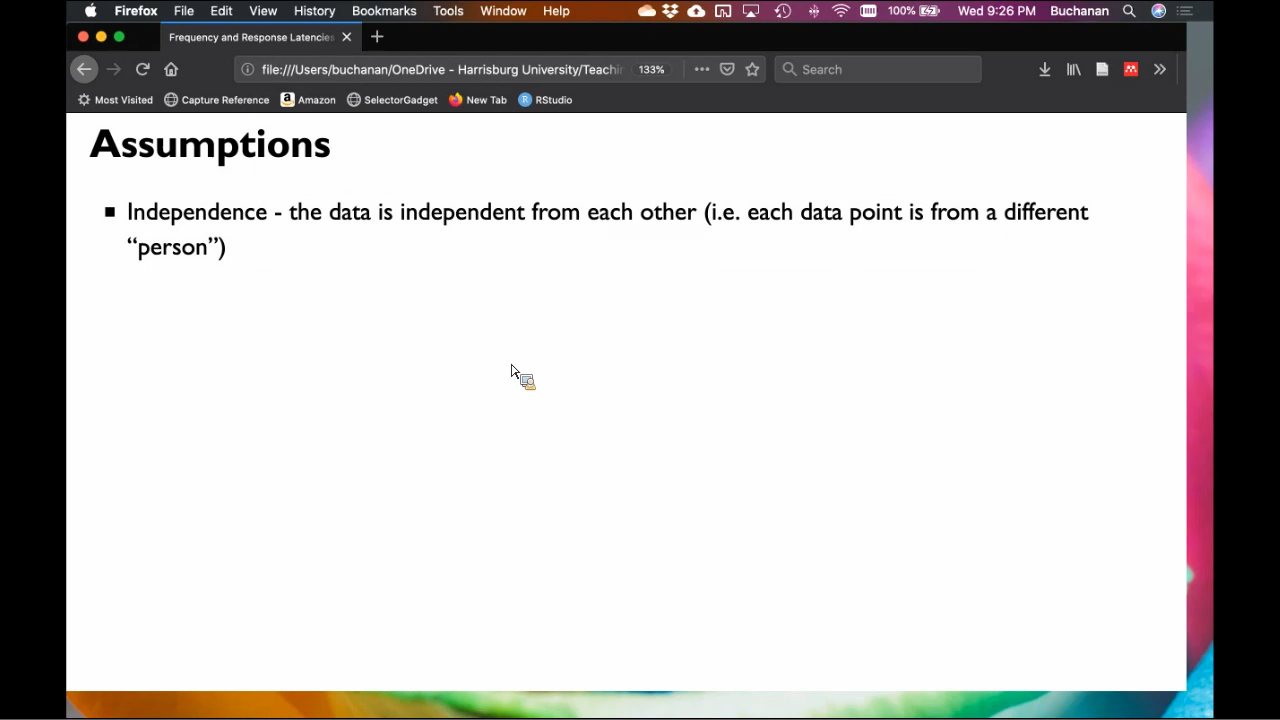 Firefox File Edit View History Bookmarks Tools Window Help 100% Wed 9:26 PM Buchanan
Frequency and Response Latencies
file:///Users/buchanan/OneDrive - Harrisburg University/Teachin 133% Search
Most Visited Capture Reference Amazon SelectorGadget New Tab RStudio
Assumptions
Independence - the data is independent from each other (i.e. each data point is from a different
“person”)